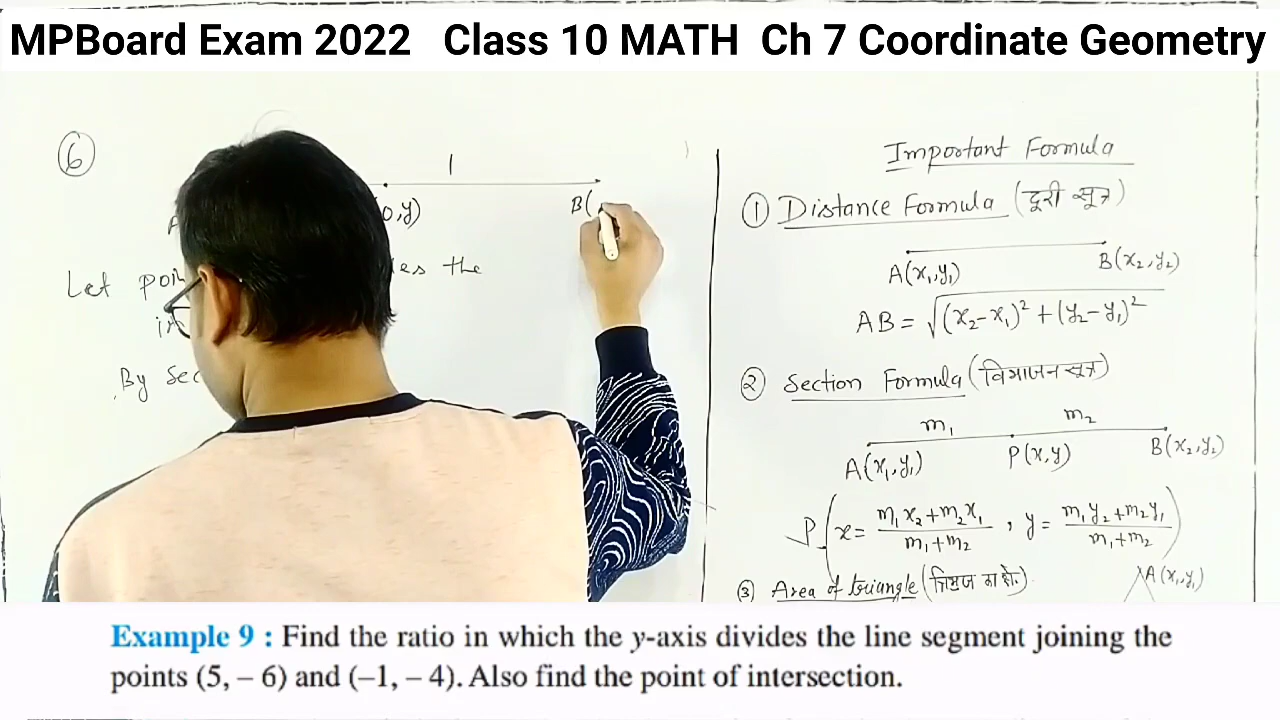 MPBoard Exam 2022 Class 10 MATH Ch 7 Coordinate Geometry
⑥
1
A
0,y)
B(
Let poin
es the
in
By Sec
Important Formula
① Distance Formula (दूरी सूत्र)
A(x₁,y₁)
B(x₂,y₂)
AB = √(x₂-x₁)² + (y₂-y₁)²
② Section Formula (विभाजन सूत्र)
m₁ m₂
A(x₁,y₁) P(x,y) B(x₂,y₂)
P(x = m₁x₂+m₂x₁/m₁+m₂ , y = m₁y₂+m₂y₁/m₁+m₂)
③ Area of triangle (त्रिभुज का क्षे.)
A(x₁,y₁)
Example 9 : Find the ratio in which the y-axis divides the line segment joining the
points (5, – 6) and (–1, – 4). Also find the point of intersection.